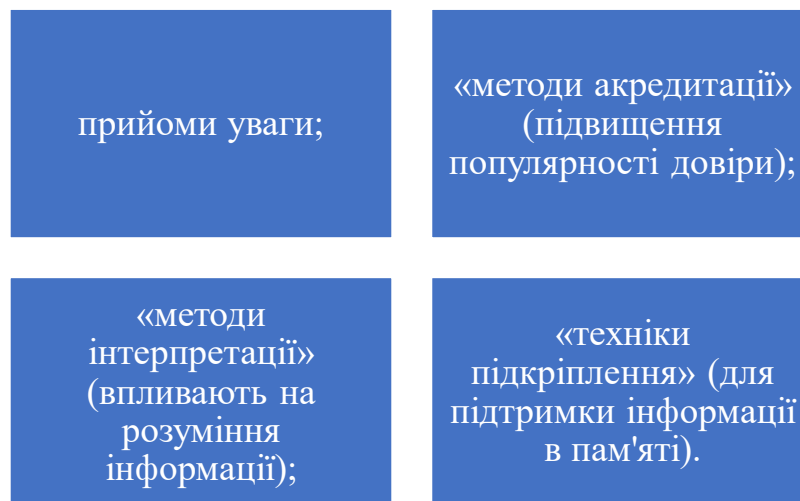 прийоми уваги;
«методи акредитації»
(підвищення
популярності довіри);
«методи
інтерпретації»
(впливають на
розуміння
інформації);
«техніки
підкріплення» (для
підтримки інформації
в пам'яті).